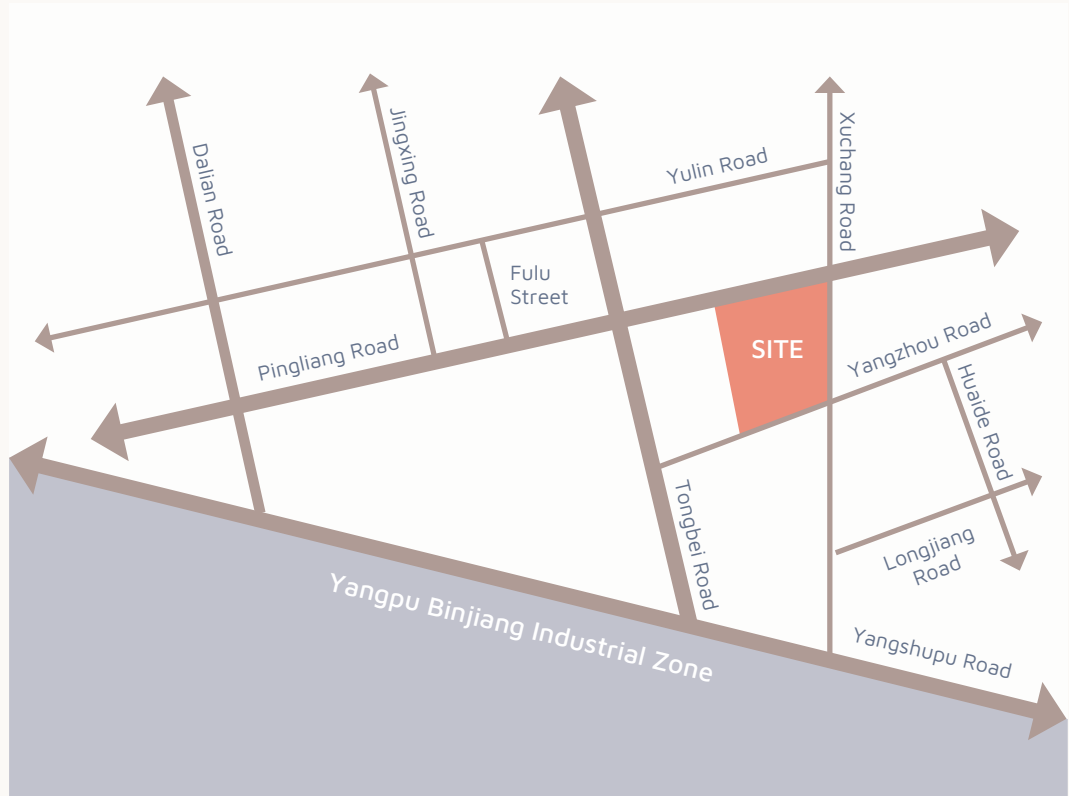 Dalian Road
Jingxing Road
Yulin Road
Xuchang Road
Fulu
Street
Pingliang Road
SITE
Yangzhou Road
Huaide Road
Tongbei Road
Longjiang
Road
Yangpu Binjiang Industrial Zone
Yangshupu Road